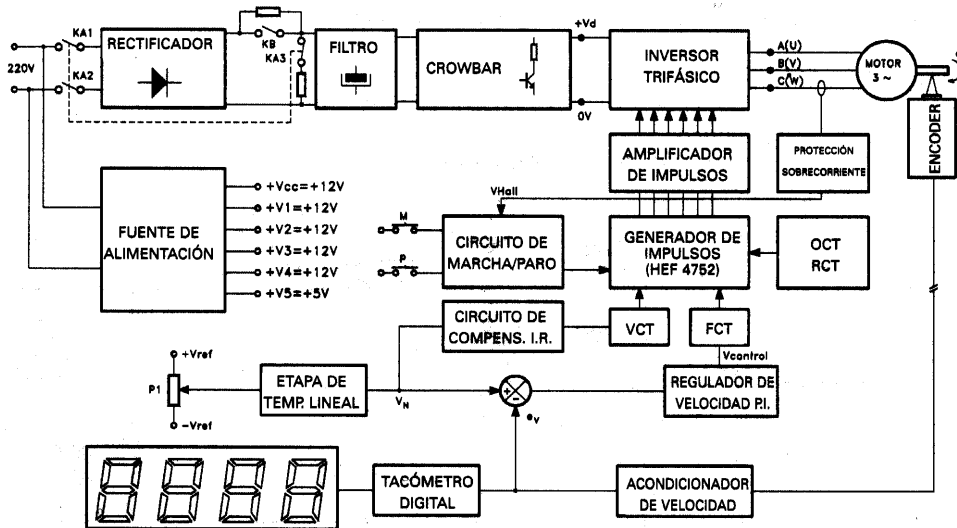 KA1
RECTIFICADOR
KB
KA3
FILTRO
CROWBAR
+Vd
0V
INVERSOR
TRIFÁSICO
A(U)
B(V)
C(W)
MOTOR
3 ~
220V
KA2
ENCODER
AMPLIFICADOR
DE IMPULSOS
PROTECCIÓN
SOBRECORRIENTE
FUENTE DE
ALIMENTACIÓN
+Vcc=+12V
+V1=+12V
+V2=+12V
+V3=+12V
+V4=+12V
+V5=+5V
VHall
M
P
CIRCUITO DE
MARCHA/PARO
GENERADOR DE
IMPULSOS
(HEF 4752)
OCT
RCT
CIRCUITO DE
COMPENS. I.R.
VCT
FCT
Vcontrol
+Vref
P1
-Vref
ETAPA DE
TEMP. LINEAL
VN
+
-
eV
REGULADOR DE
VELOCIDAD P.I.
8888
TACÓMETRO
DIGITAL
ACONDICIONADOR
DE VELOCIDAD